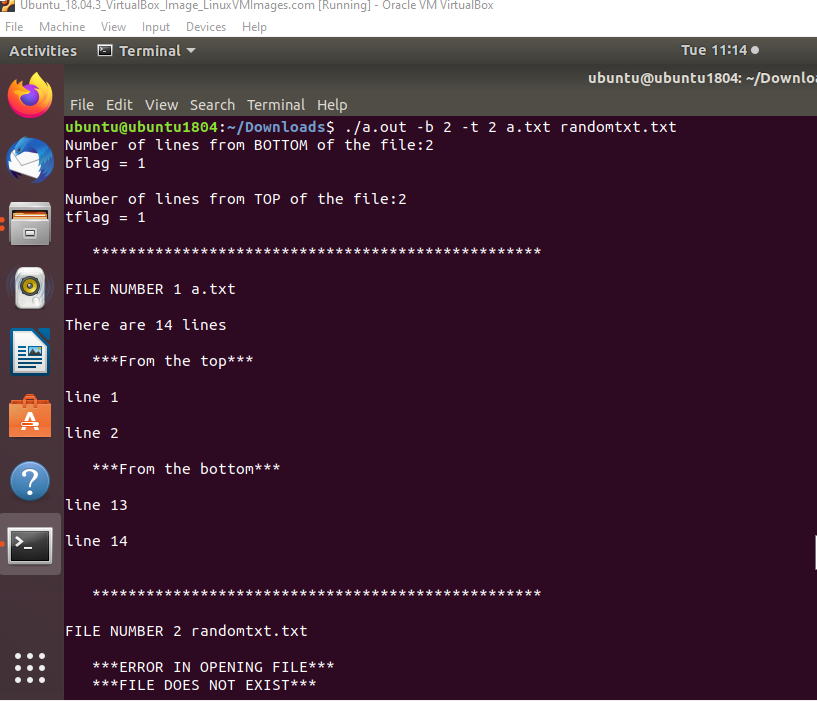 Ubuntu_18.04.3_VirtualBox_Image_LinuxVMImages.com [Running] - Oracle VM VirtualBox
File Machine View Input Devices Help
Activities Terminal Tue 11:14
ubuntu@ubuntu1804: ~/Downloa
File Edit View Search Terminal Help
ubuntu@ubuntu1804:~/Downloads$ ./a.out -b 2 -t 2 a.txt randomtxt.txt
Number of lines from BOTTOM of the file:2
bflag = 1
Number of lines from TOP of the file:2
tflag = 1
**************************************************
FILE NUMBER 1 a.txt
There are 14 lines
***From the top***
line 1
line 2
***From the bottom***
line 13
line 14
**************************************************
FILE NUMBER 2 randomtxt.txt
***ERROR IN OPENING FILE***
***FILE DOES NOT EXIST***